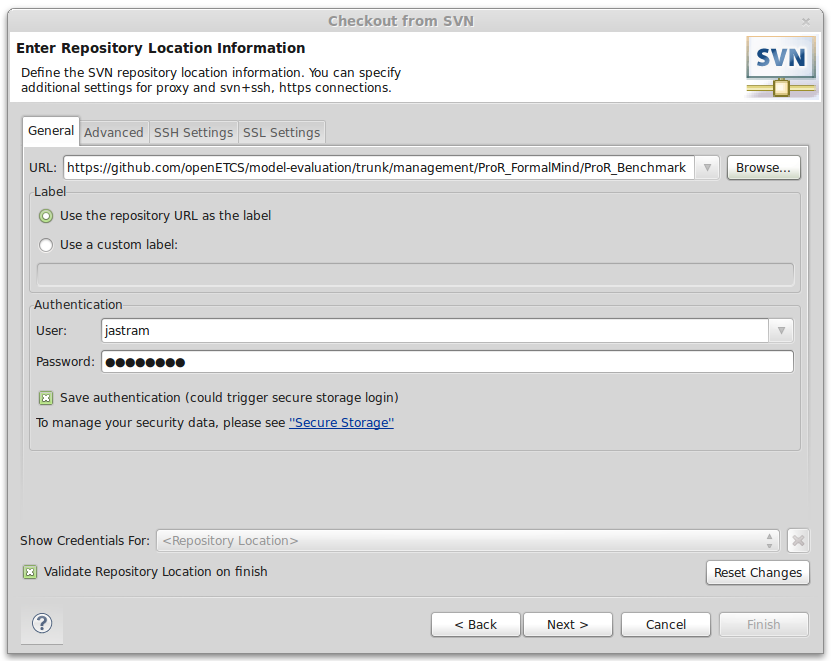 Checkout from SVN
Enter Repository Location Information
Define the SVN repository location information. You can specify
additional settings for proxy and svn+ssh, https connections.
SVN
General Advanced SSH Settings SSL Settings
URL: https://github.com/openETCS/model-evaluation/trunk/management/ProR_FormalMind/ProR_Benchmark Browse...
Label
Use the repository URL as the label
Use a custom label:
Authentication
User: jastram
Password: ●●●●●●●●
Save authentication (could trigger secure storage login)
To manage your security data, please see "Secure Storage"
Show Credentials For: <Repository Location>
Validate Repository Location on finish
Reset Changes
? < Back Next > Cancel Finish